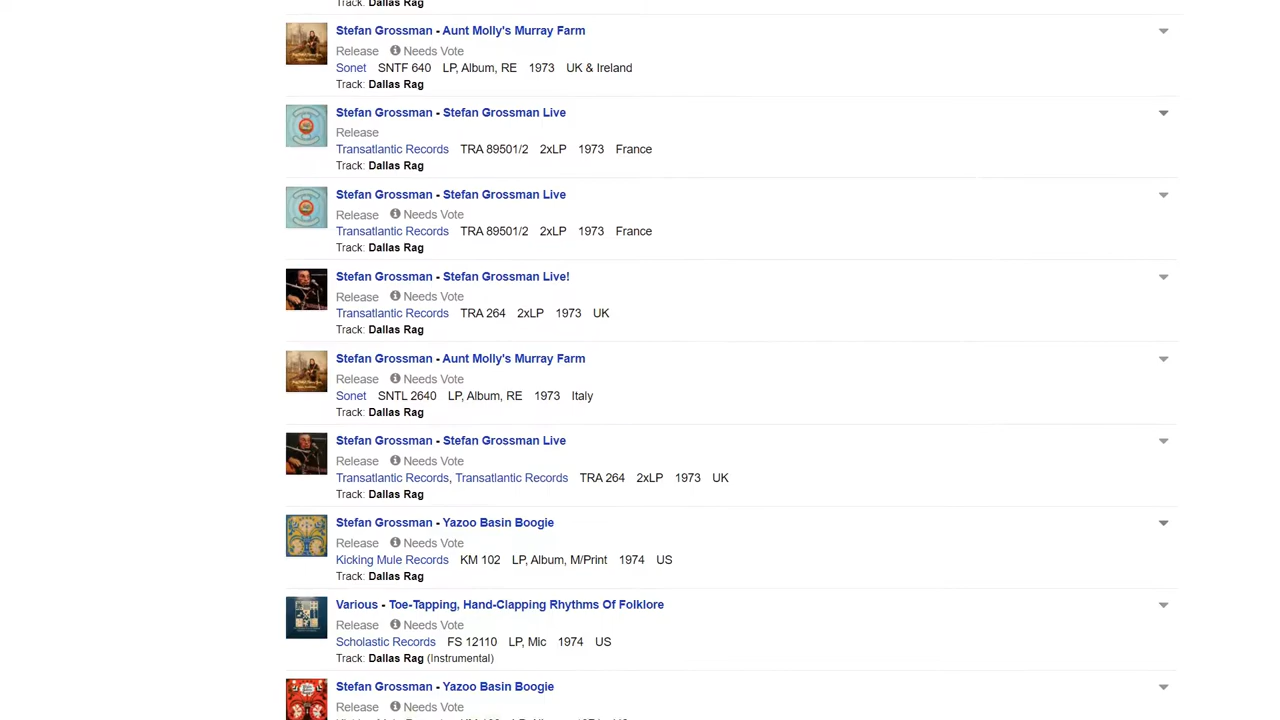 Track: Dallas Rag
Stefan Grossman - Aunt Molly's Murray Farm
Release Needs Vote
Sonet SNTF 640 LP, Album, RE 1973 UK & Ireland
Track: Dallas Rag
Stefan Grossman - Stefan Grossman Live
Release
Transatlantic Records TRA 89501/2 2xLP 1973 France
Track: Dallas Rag
Stefan Grossman - Stefan Grossman Live
Release Needs Vote
Transatlantic Records TRA 89501/2 2xLP 1973 France
Track: Dallas Rag
Stefan Grossman - Stefan Grossman Live!
Release Needs Vote
Transatlantic Records TRA 264 2xLP 1973 UK
Track: Dallas Rag
Stefan Grossman - Aunt Molly's Murray Farm
Release Needs Vote
Sonet SNTL 2640 LP, Album, RE 1973 Italy
Track: Dallas Rag
Stefan Grossman - Stefan Grossman Live
Release Needs Vote
Transatlantic Records, Transatlantic Records TRA 264 2xLP 1973 UK
Track: Dallas Rag
Stefan Grossman - Yazoo Basin Boogie
Release Needs Vote
Kicking Mule Records KM 102 LP, Album, M/Print 1974 US
Track: Dallas Rag
Various - Toe-Tapping, Hand-Clapping Rhythms Of Folklore
Release Needs Vote
Scholastic Records FS 12110 LP, Mic 1974 US
Track: Dallas Rag (Instrumental)
Stefan Grossman - Yazoo Basin Boogie
Release Needs Vote